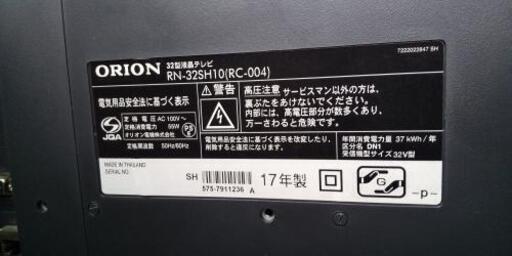 7222023847 SH
ORION
32型液晶テレビ
RN-32SH10(RC-004)
電気用品安全法に基づく表示
JQA
定格電圧 AC 100V~
定格消費電力 55W
オリオン電機株式会社
定格周波数 50Hz/60Hz
PSE
警告
高圧注意 サービスマン以外の方は、
裏ぶたをあけないでください。
内部には、高電圧部分が数多くあり、
万一さわると危険です。
電気用品安全法に基づく表示を改変したり、
削除すると違反になります。
年間消費電力量 37 kWh/年
区分名 DN1
受信機型サイズ 32V型
MADE IN THAILAND
SERIAL NO.
SH
575-7911236 A
17年製
G
-p-